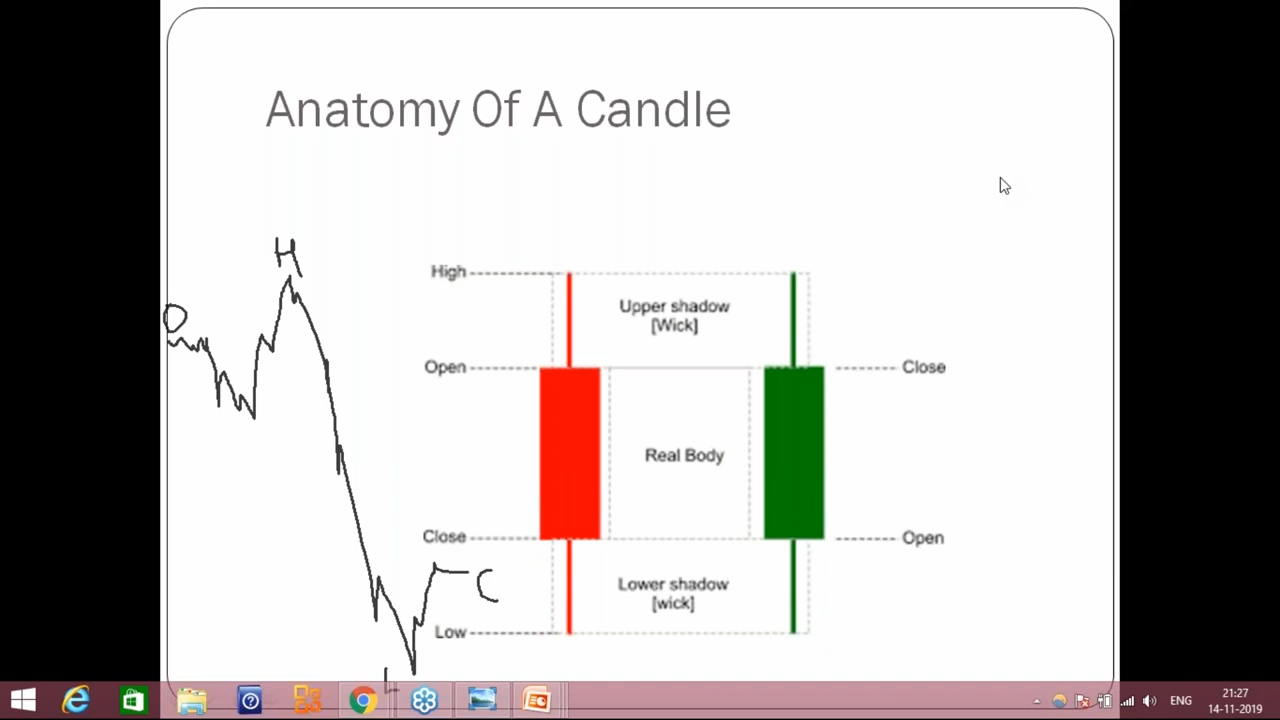 Anatomy Of A Candle
H
O
High
Upper shadow
[Wick]
Open
Close
Real Body
Close
Open
C
Lower shadow
[wick]
Low
L
ENG
21:27
14-11-2019